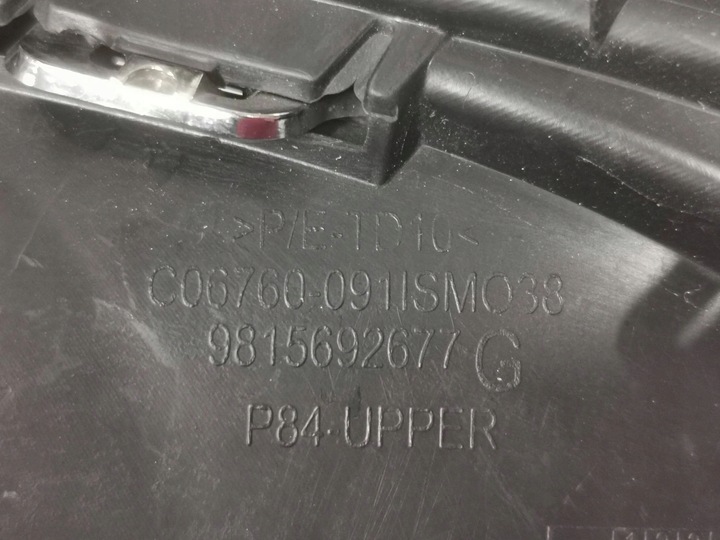 >P/E-TD10<
C06760-091ISMO38
9815692677 G
P84-UPPER